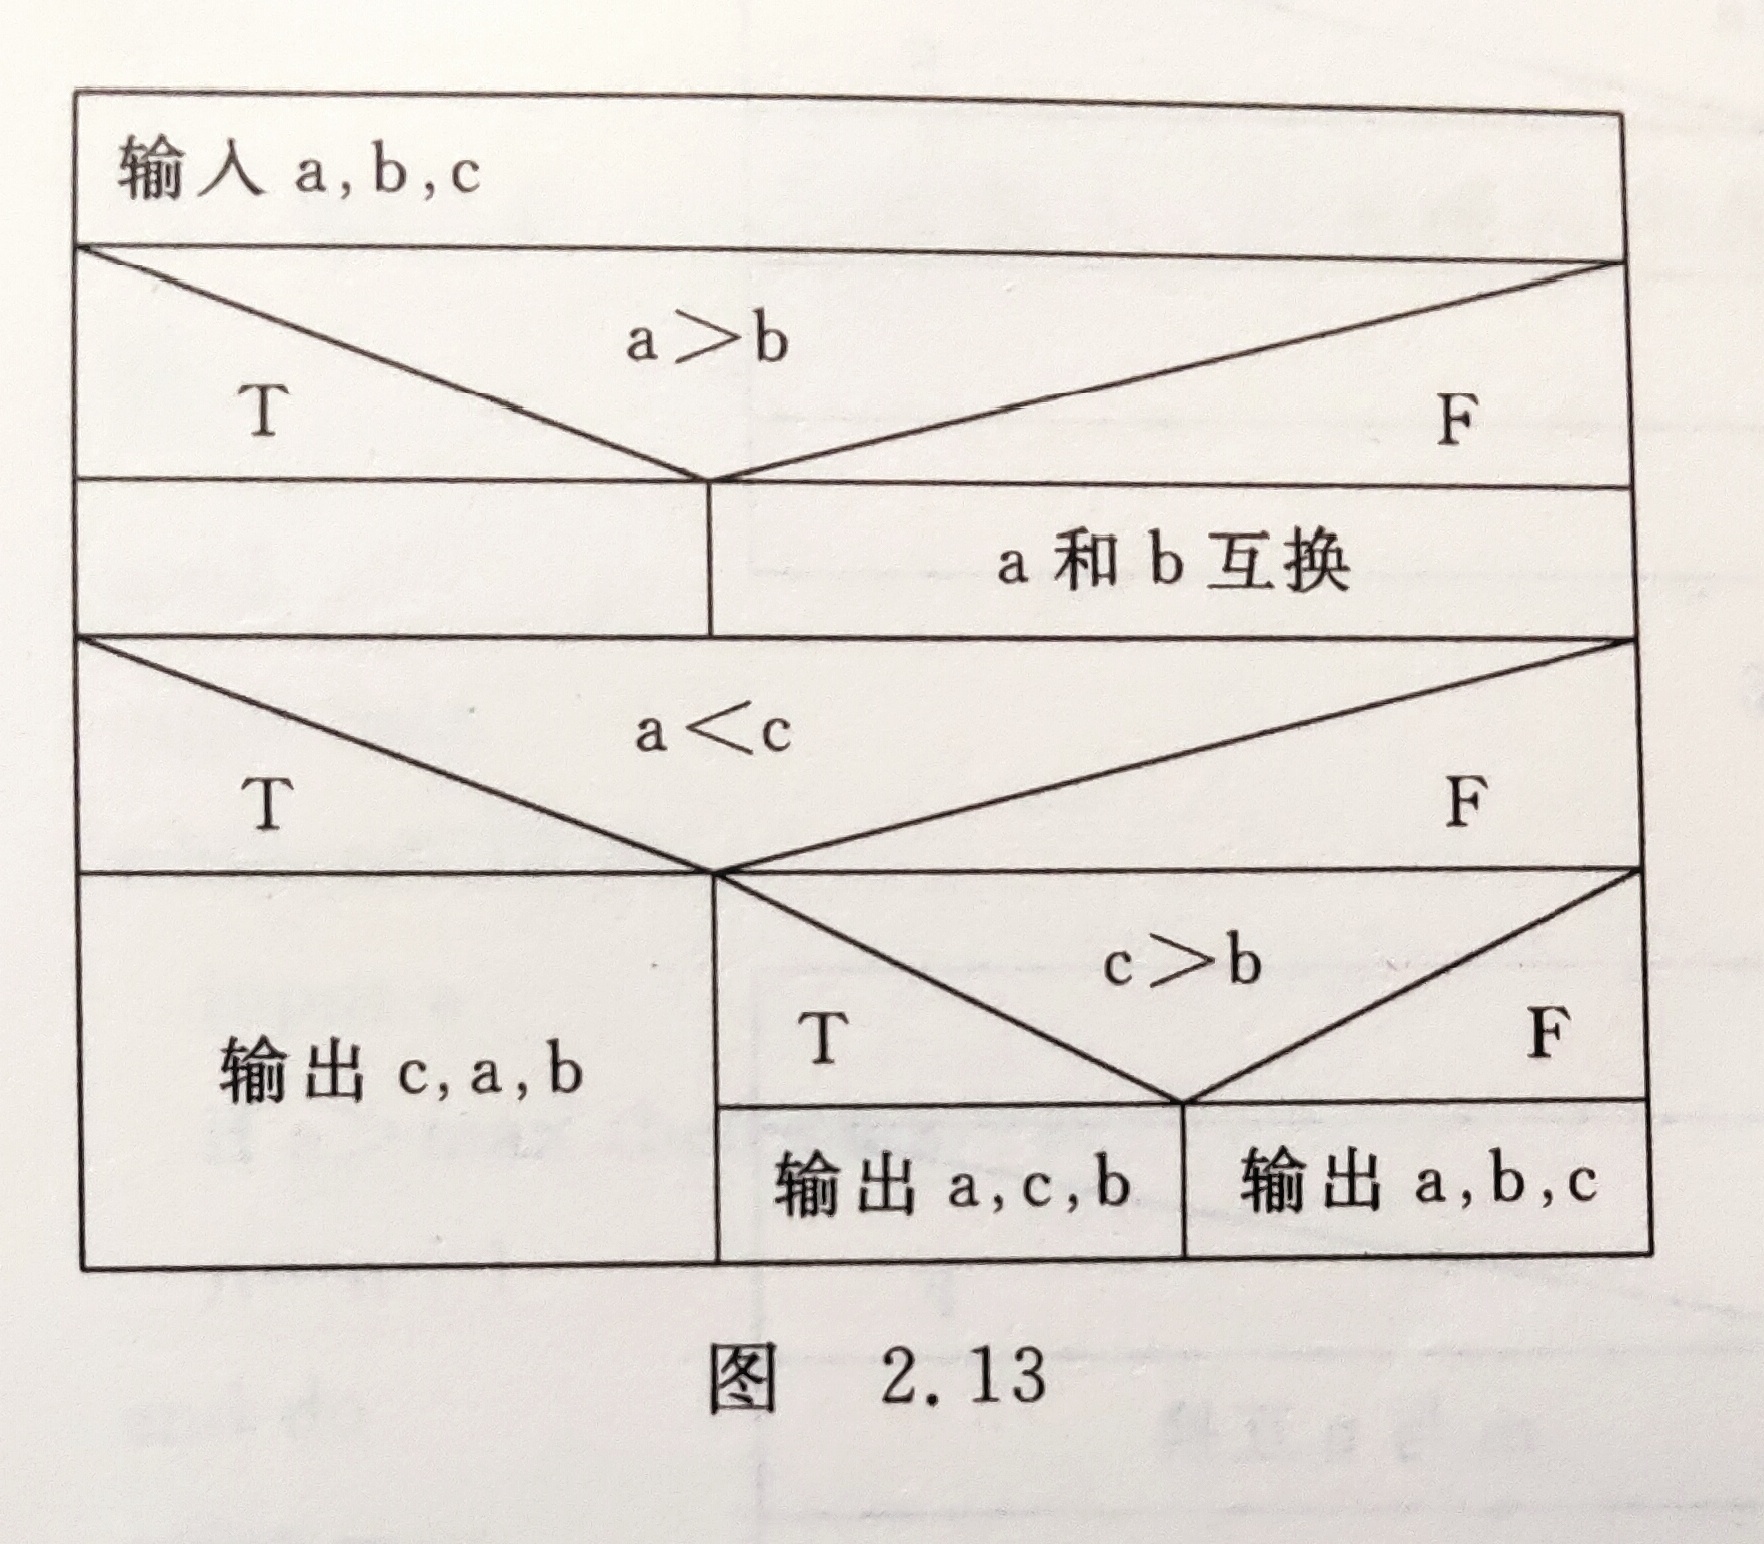 输入 a,b,c
a>b
T
F
a 和 b 互换
a<c
T
F
c>b
T
F
输出 c,a,b
输出 a,c,b
输出 a,b,c
图 2.13